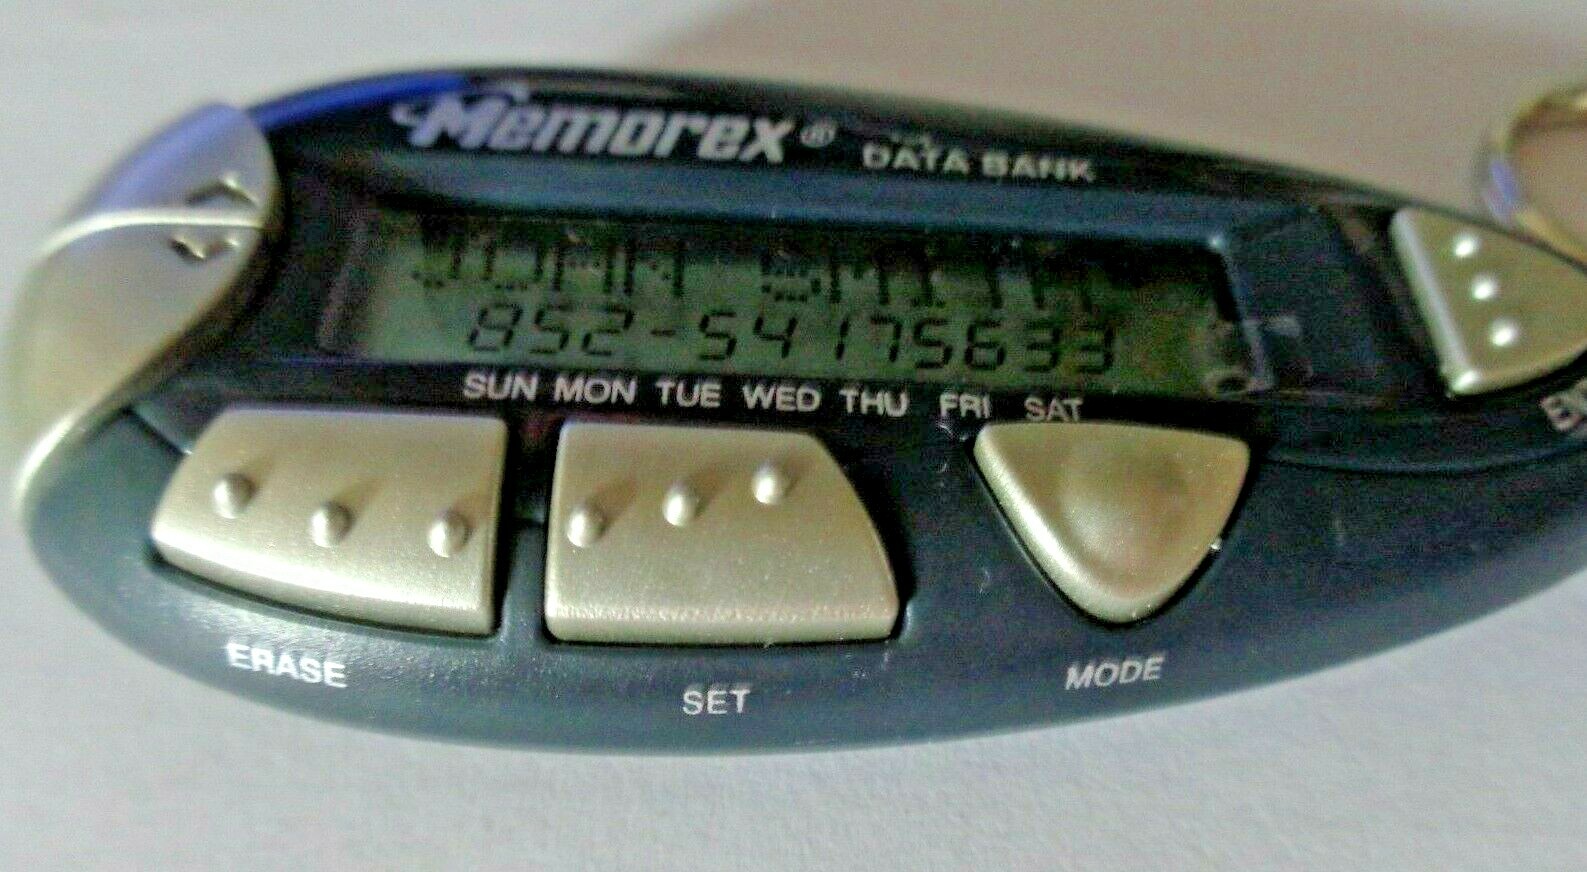 Memorex® DATA BANK
JOHN SMITH
852-54175633
SUN MON TUE WED THU FRI SAT
ERASE
SET
MODE